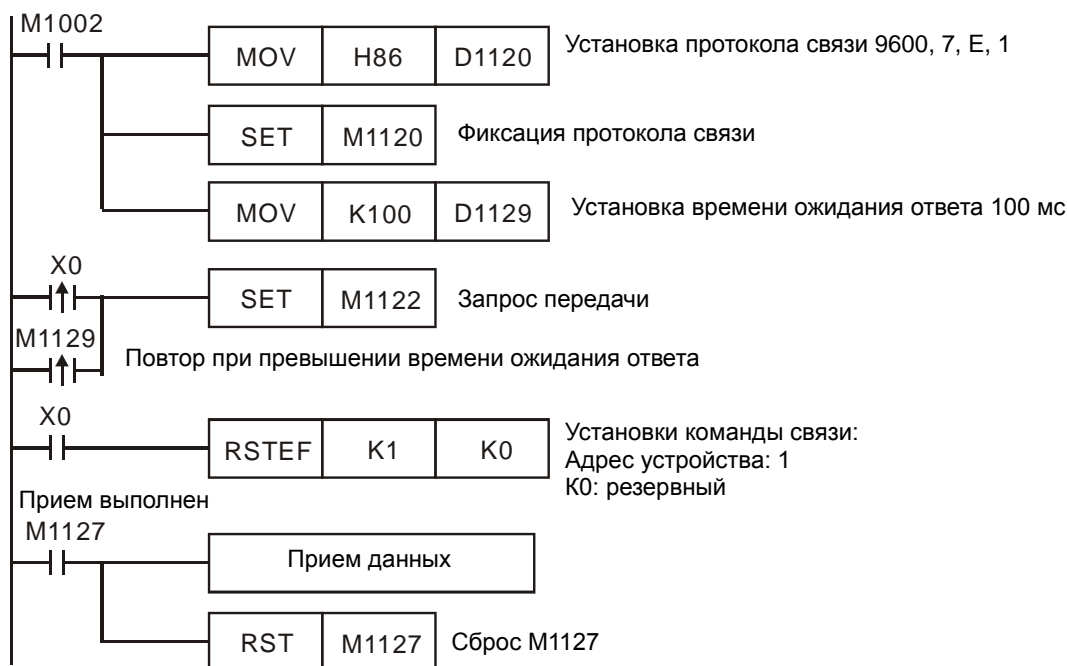 M1002
MOV H86 D1120 Установка протокола связи 9600, 7, E, 1
SET M1120 Фиксация протокола связи
MOV K100 D1129 Установка времени ожидания ответа 100 мс
X0
SET M1122 Запрос передачи
M1129
Повтор при превышении времени ожидания ответа
X0
RSTEF K1 K0
Установки команды связи:
Адрес устройства: 1
К0: резервный
Прием выполнен
M1127
Прием данных
RST M1127 Сброс М1127